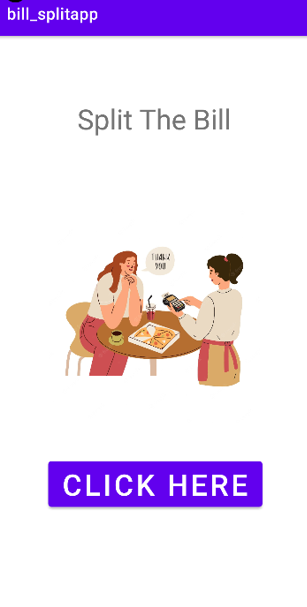 bill_splitapp
Split The Bill
THANK
YOU!
CLICK HERE